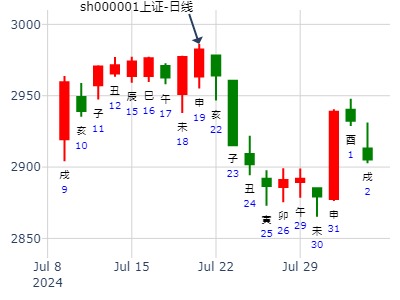 sh000001上证-日线
3000
2950
2900
2850
戌
9
亥
10
子
11
丑
12
辰
15
巳
16
午
17
未
18
申
19
亥
22
子
23
丑
24
寅
25
卯
26
午
29
未
30
申
31
酉
1
戌
2
Jul 8
2024
Jul 15
Jul 22
Jul 29